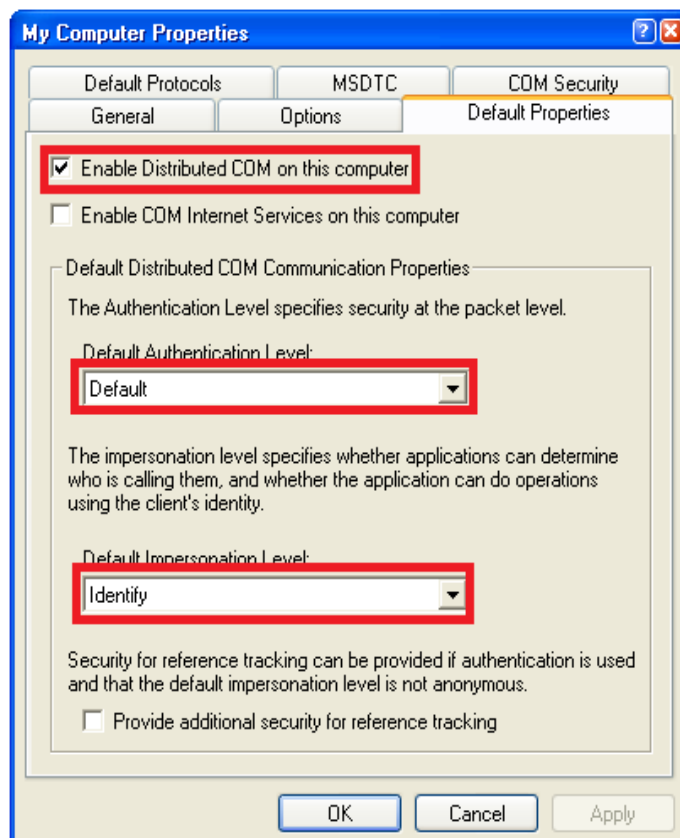 My Computer Properties
Default Protocols MSDTC COM Security
General Options Default Properties
Enable Distributed COM on this computer
Enable COM Internet Services on this computer
Default Distributed COM Communication Properties
The Authentication Level specifies security at the packet level.
Default Authentication Level:
Default
The impersonation level specifies whether applications can determine
who is calling them, and whether the application can do operations
using the client's identity.
Default Impersonation Level:
Identify
Security for reference tracking can be provided if authentication is used
and that the default impersonation level is not anonymous.
Provide additional security for reference tracking
OK Cancel Apply